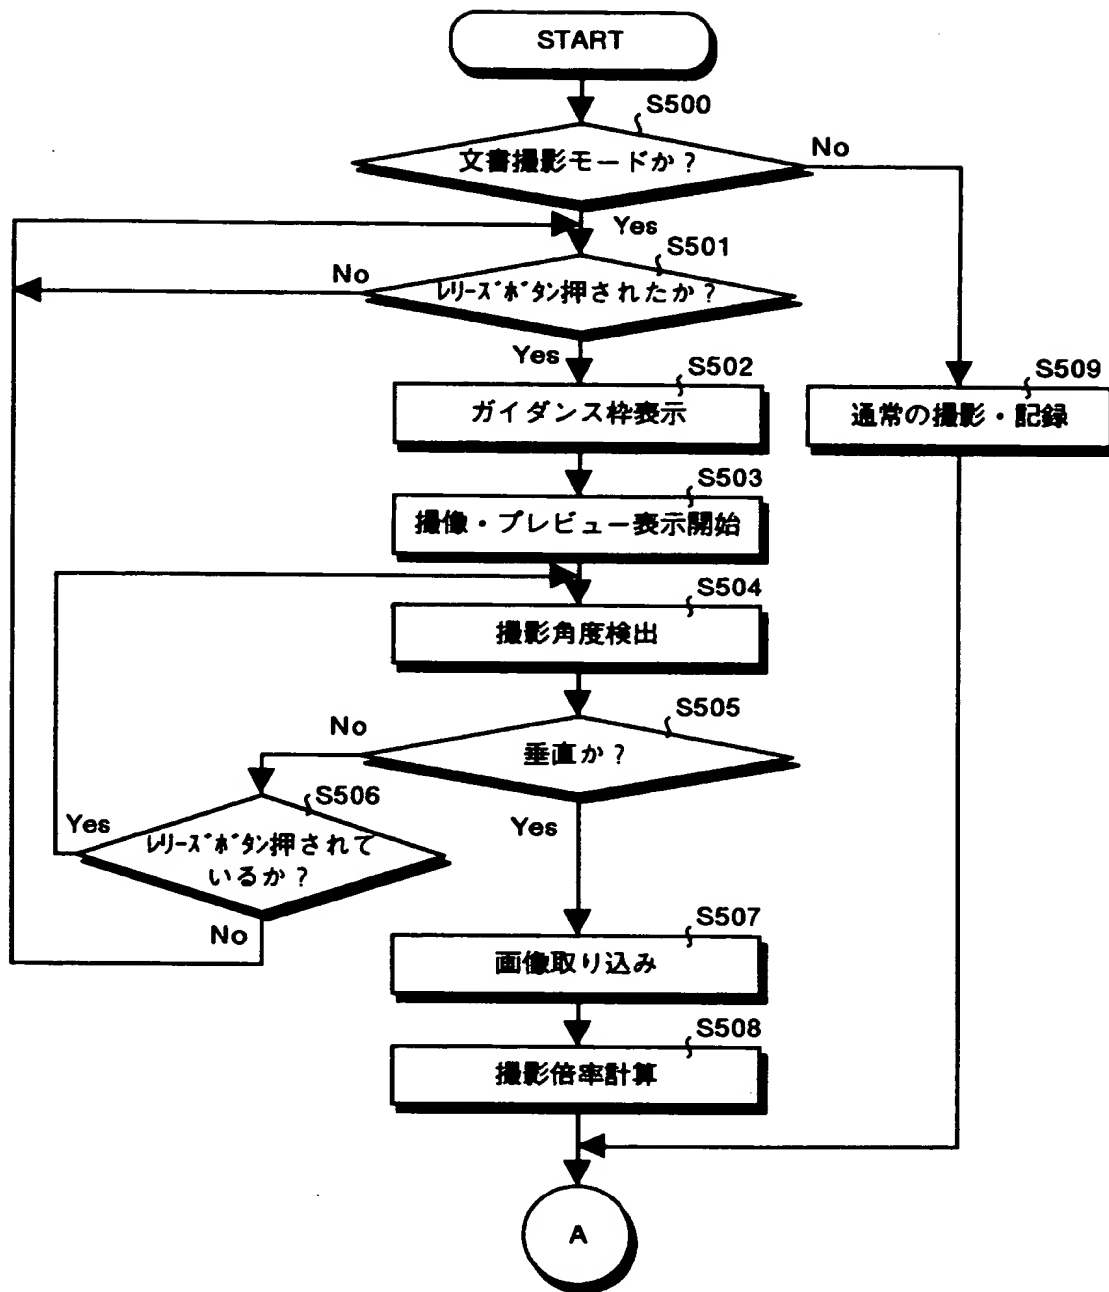 START
S500
文書撮影モードか？
No
Yes
S501
No
ﾚﾘｰｽﾞﾎﾞﾀﾝ押されたか？
Yes
S502
ガイダンス枠表示
S509
通常の撮影・記録
S503
撮像・プレビュー表示開始
S504
撮影角度検出
S505
No
垂直か？
S506
Yes
ﾚﾘｰｽﾞﾎﾞﾀﾝ押されて
いるか？
Yes
No
S507
画像取り込み
S508
撮影倍率計算
A